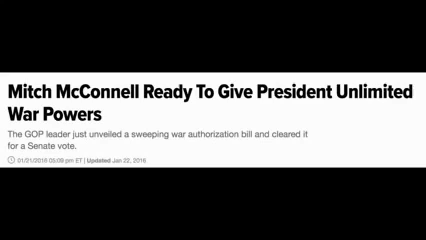 Mitch McConnell Ready To Give President Unlimited
War Powers
The GOP leader just unveiled a sweeping war authorization bill and cleared it
for a Senate vote.
01/21/2016 05:09 pm ET | Updated Jan 22, 2016